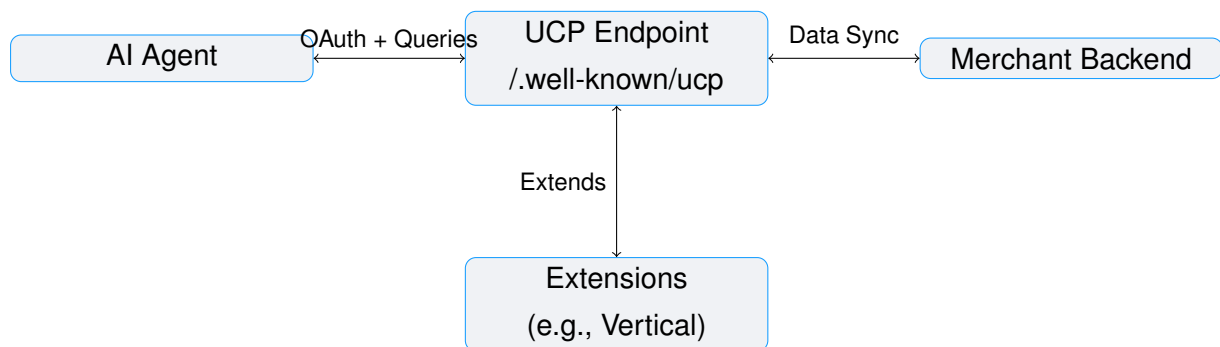 AI Agent
OAuth + Queries
UCP Endpoint
/.well-known/ucp
Data Sync
Merchant Backend
Extends
Extensions
(e.g., Vertical)